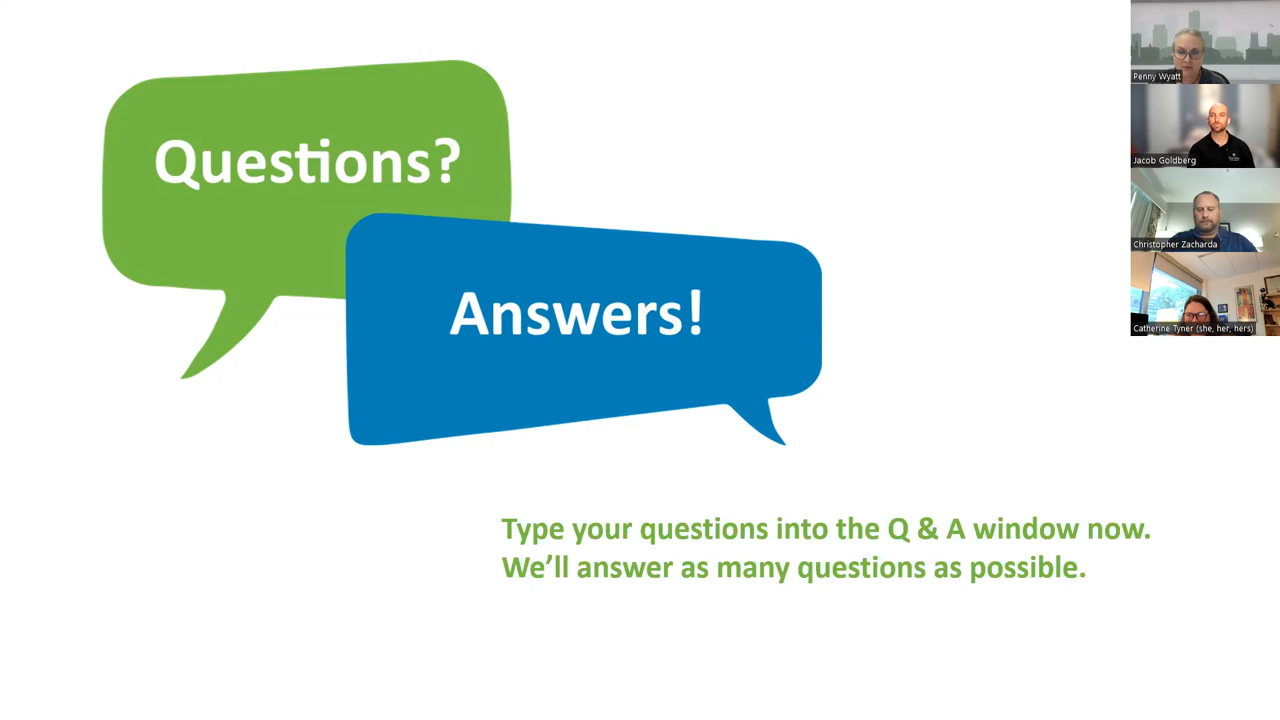 Questions?
Answers!
Type your questions into the Q & A window now.
We'll answer as many questions as possible.
Penny Wyatt
Jacob Goldberg
Christopher Zacharda
Catherine Tyner (she, her, hers)